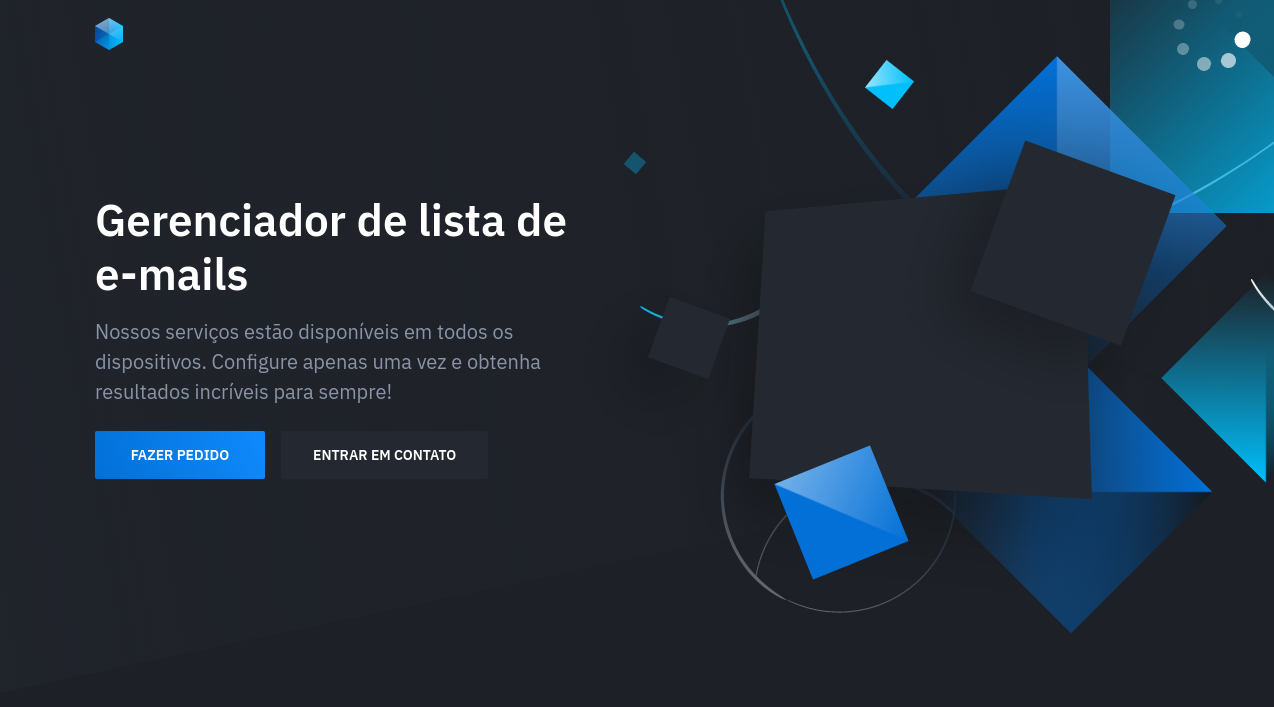 Gerenciador de lista de
e-mails
Nossos serviços estão disponíveis em todos os
dispositivos. Configure apenas uma vez e obtenha
resultados incríveis para sempre!
FAZER PEDIDO
ENTRAR EM CONTATO